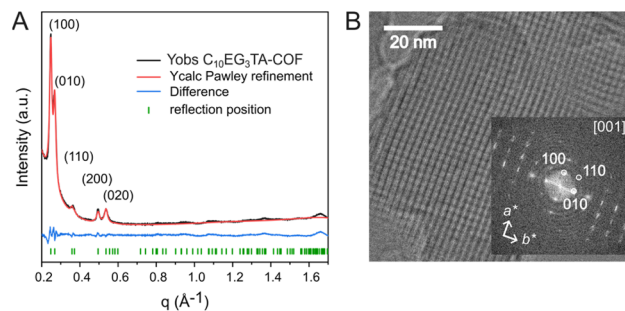 A
(100)
(010)
(110)
(200)
(020)
Yobs C₁₀EG₃TA-COF
Ycalc Pawley refinement
Difference
reflection position
Intensity (a.u.)
0.2 0.4 0.6 0.8 1.0 1.2 1.4 1.6
q (Å⁻¹)
B
20 nm
[001]
100
110
010
a*
b*